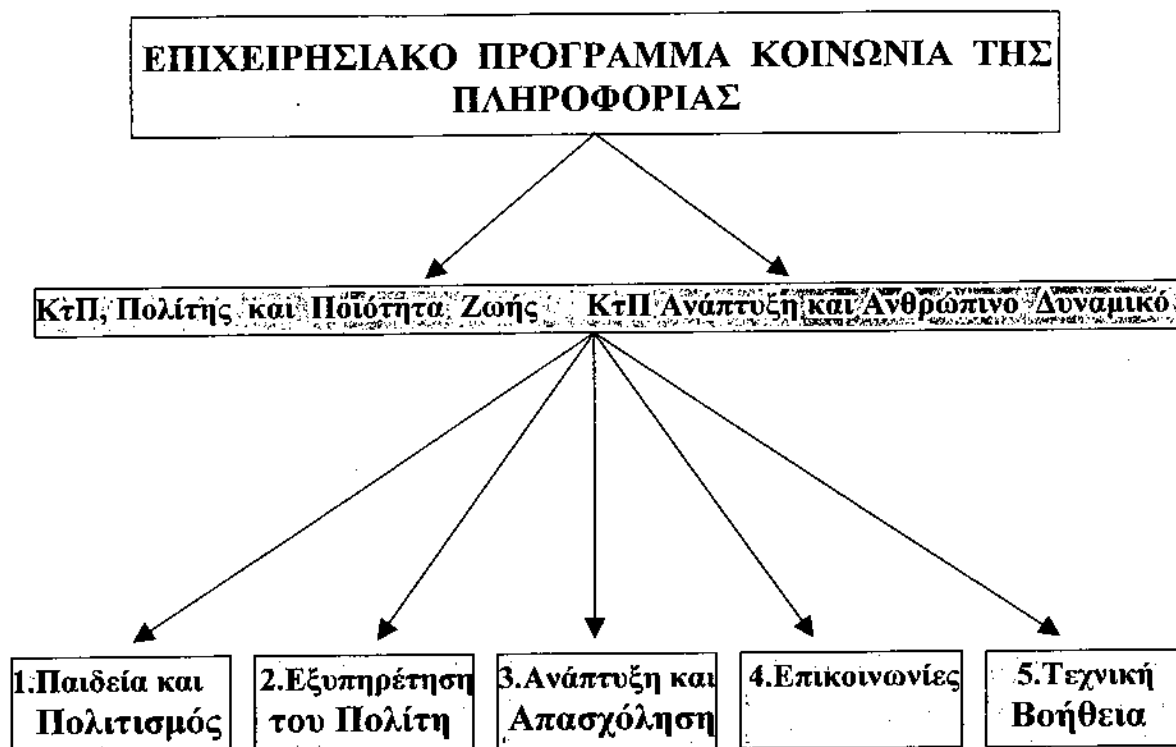 ΕΠΙΧΕΙΡΗΣΙΑΚΟ ΠΡΟΓΡΑΜΜΑ ΚΟΙΝΩΝΙΑ ΤΗΣ
ΠΛΗΡΟΦΟΡΙΑΣ
ΚτΠ, Πολίτης και Ποιότητα Ζωής ΚτΠ Ανάπτυξη και Ανθρώπινο Δυναμικό
1.Παιδεία και
Πολιτισμός
2.Εξυπηρέτηση
του Πολίτη
3.Ανάπτυξη και
Απασχόληση
4.Επικοινωνίες
5.Τεχνική
Βοήθεια